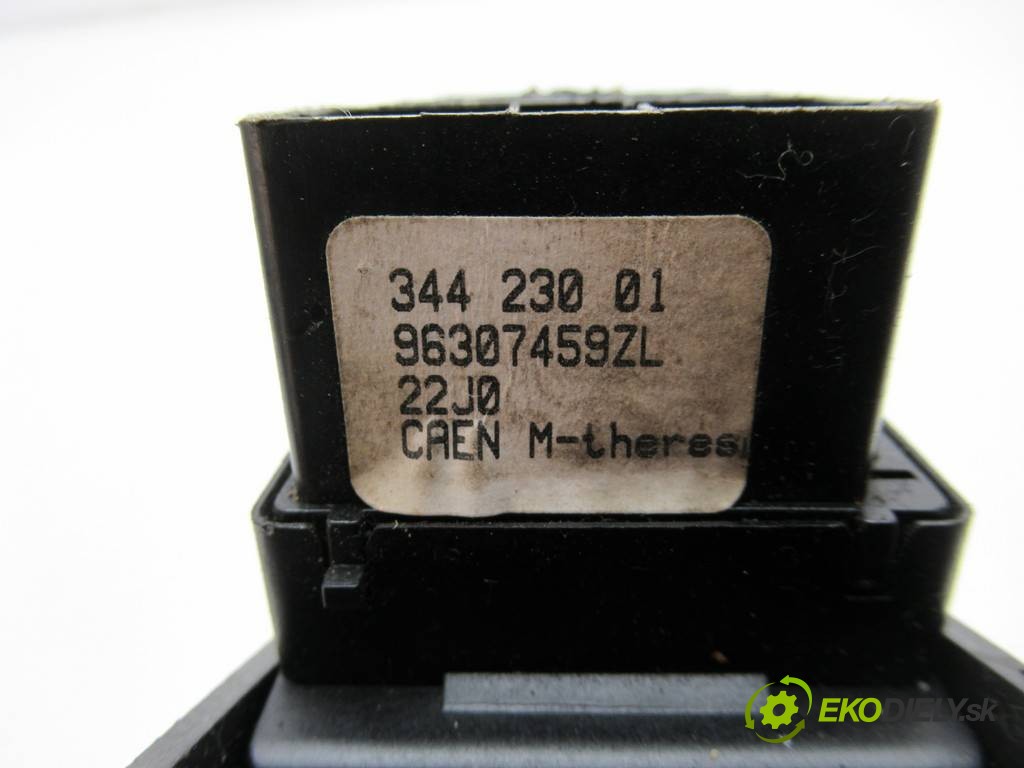 344 230 01
96307459ZL
22J0
CAEN M-theres
EKODIELY.sk